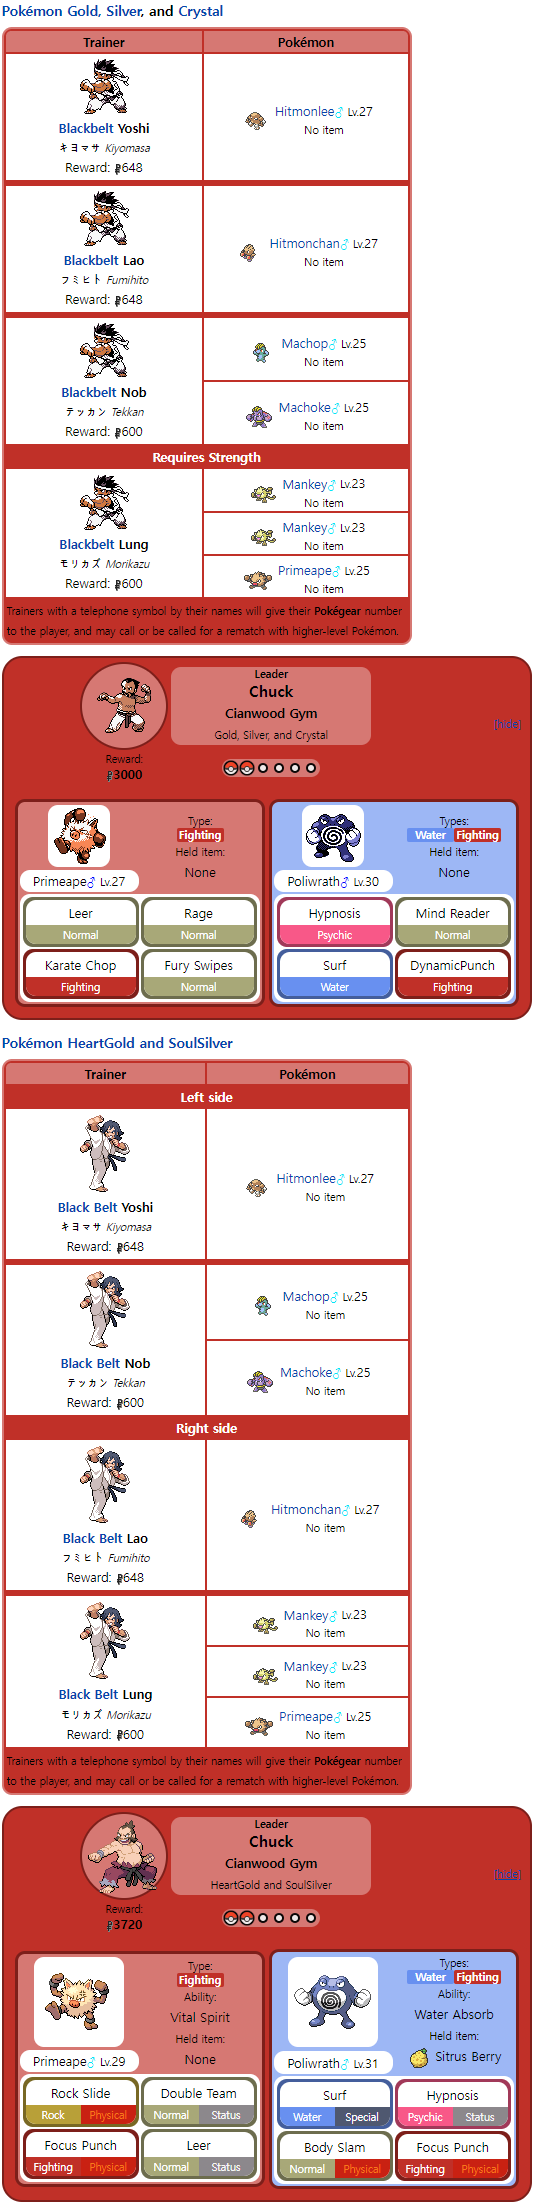 Pokémon Gold, Silver, and Crystal
Trainer Pokémon
Hitmonlee♂ Lv.27
No item
Blackbelt Yoshi
キヨマサ Kiyomasa
Reward: 648
Hitmonchan♂ Lv.27
No item
Blackbelt Lao
フミヒト Fumihito
Reward: 648
Machop♂ Lv.25
No item
Blackbelt Nob
テッカン Tekkan
Reward: 600
Machoke♂ Lv.25
No item
Requires Strength
Mankey♂ Lv.23
No item
Mankey♂ Lv.23
No item
Blackbelt Lung
モリカズ Morikazu
Reward: 600
Primeape♂ Lv.25
No item
Trainers with a telephone symbol by their names will give their Pokégear number
to the player, and may call or be called for a rematch with higher-level Pokémon.
Leader
Chuck
Cianwood Gym
Gold, Silver, and Crystal
[hide]
Reward:
3000
Type:
Fighting
Held item:
None
Primeape♂ Lv.27
Leer Rage
Normal Normal
Karate Chop Fury Swipes
Fighting Normal
Types:
Water Fighting
Held item:
None
Poliwrath♂ Lv.30
Hypnosis Mind Reader
Psychic Normal
Surf DynamicPunch
Water Fighting
Pokémon HeartGold and SoulSilver
Trainer Pokémon
Left side
Hitmonlee♂ Lv.27
No item
Black Belt Yoshi
キヨマサ Kiyomasa
Reward: 648
Machop♂ Lv.25
No item
Black Belt Nob
テッカン Tekkan
Reward: 600
Machoke♂ Lv.25
No item
Right side
Hitmonchan♂ Lv.27
No item
Black Belt Lao
フミヒト Fumihito
Reward: 648
Mankey♂ Lv.23
No item
Mankey♂ Lv.23
No item
Black Belt Lung
モリカズ Morikazu
Reward: 600
Primeape♂ Lv.25
No item
Trainers with a telephone symbol by their names will give their Pokégear number
to the player, and may call or be called for a rematch with higher-level Pokémon.
Leader
Chuck
Cianwood Gym
HeartGold and SoulSilver
[hide]
Reward:
3720
Type:
Fighting
Ability:
Vital Spirit
Held item:
None
Primeape♂ Lv.29
Rock Slide Double Team
Rock Physical Normal Status
Focus Punch Leer
Fighting Physical Normal Status
Types:
Water Fighting
Ability:
Water Absorb
Held item:
Sitrus Berry
Poliwrath♂ Lv.31
Surf Hypnosis
Water Special Psychic Status
Body Slam Focus Punch
Normal Physical Fighting Physical